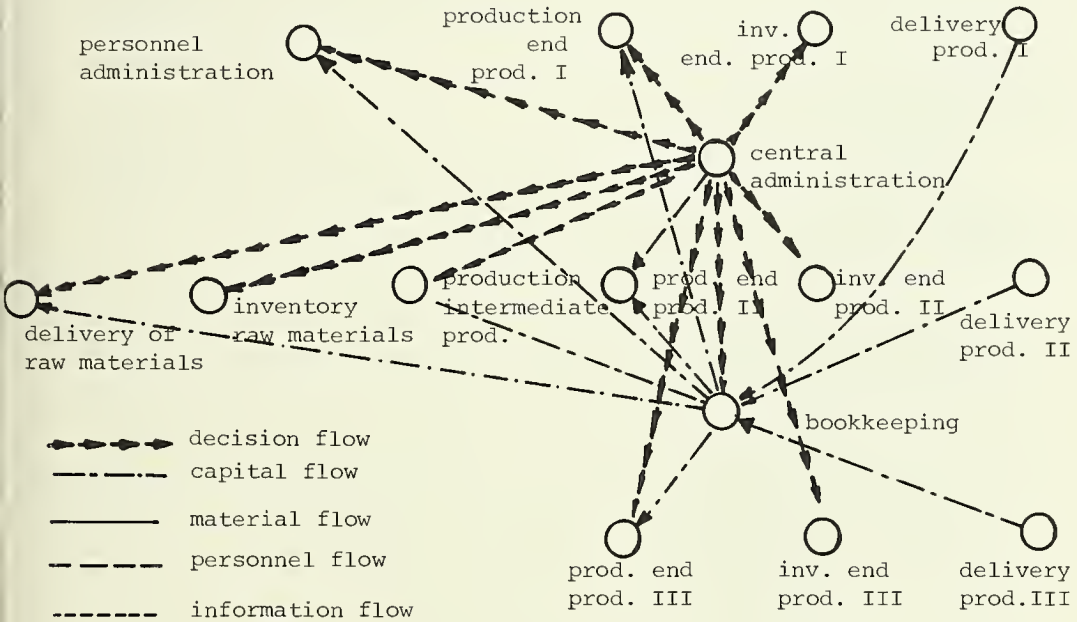 personnel
administration
production
end
prod. I
inv.
end. prod. I
delivery
prod. I
central
administration
delivery of
raw materials
inventory
raw materials
production
intermediate
prod.
prod. end
prod. II
inv. end
prod. II
delivery
prod. II
bookkeeping
decision flow
capital flow
material flow
personnel flow
information flow
prod. end
prod. III
inv. end
prod. III
delivery
prod.III